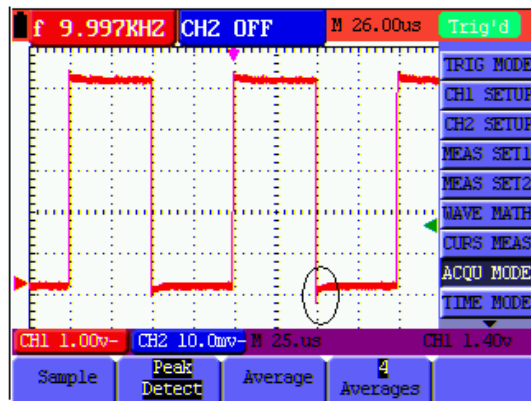 f 9.997KHZ CH2 OFF M 26.00us Trig'd
TRIG MODE
CH1 SETUP
CH2 SETUP
MEAS SET1
MEAS SET2
WAVE MATH
CURS MEAS
ACQU MODE
TIME MODE
CH1 1.00v- CH2 10.0mv- M 25.us CH1 1.40v
Sample
Peak
Detect
Average
4
Averages